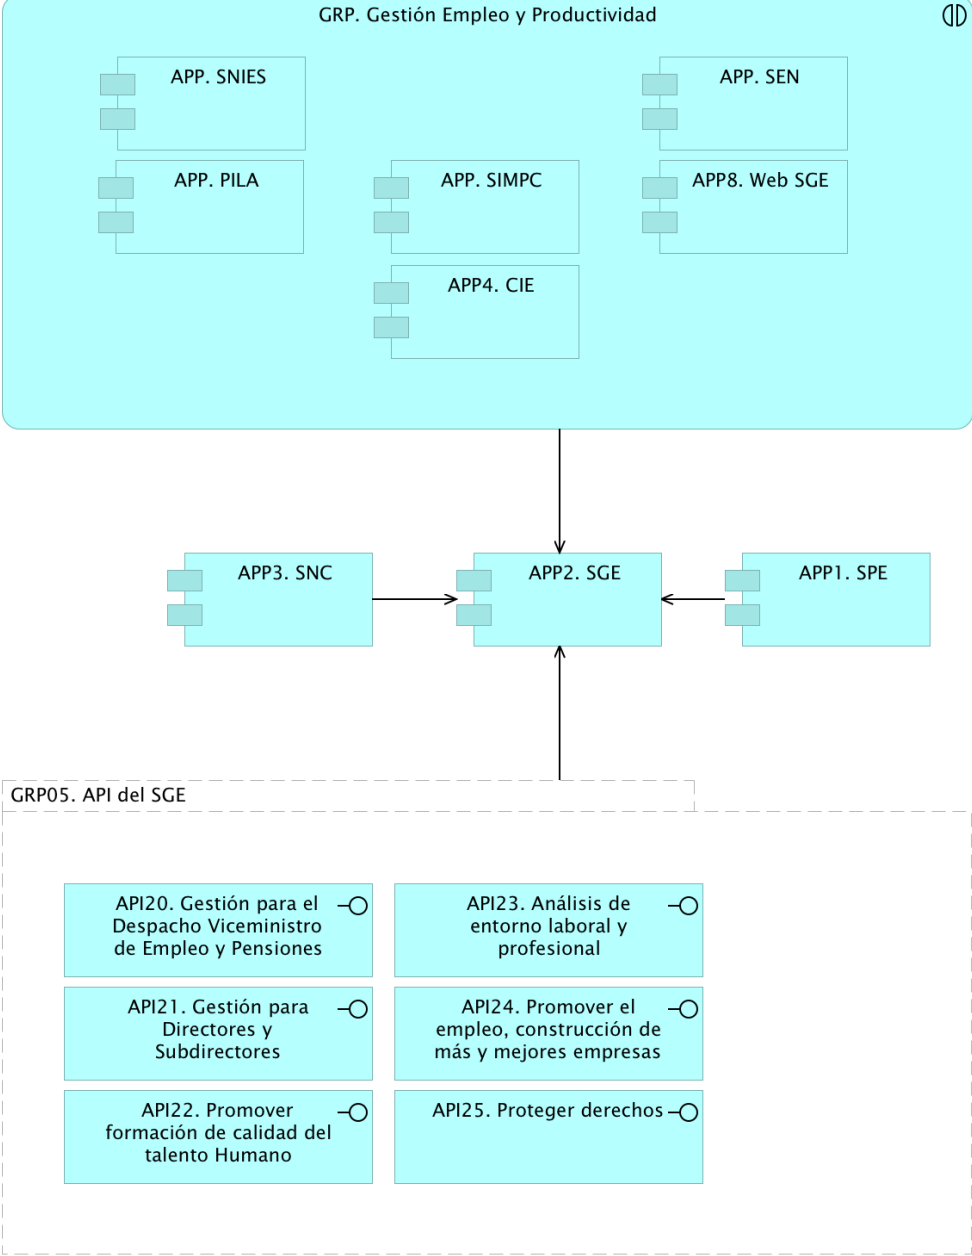 GRP. Gestión Empleo y Productividad
APP. SNIES
APP. SEN
APP. PILA
APP. SIMPC
APP8. Web SGE
APP4. CIE
APP3. SNC
APP2. SGE
APP1. SPE
GRP05. API del SGE
API20. Gestión para el
Despacho Viceministro
de Empleo y Pensiones
API23. Análisis de
entorno laboral y
profesional
API21. Gestión para
Directores y
Subdirectores
API24. Promover el
empleo, construcción de
más y mejores empresas
API22. Promover
formación de calidad del
talento Humano
API25. Proteger derechos